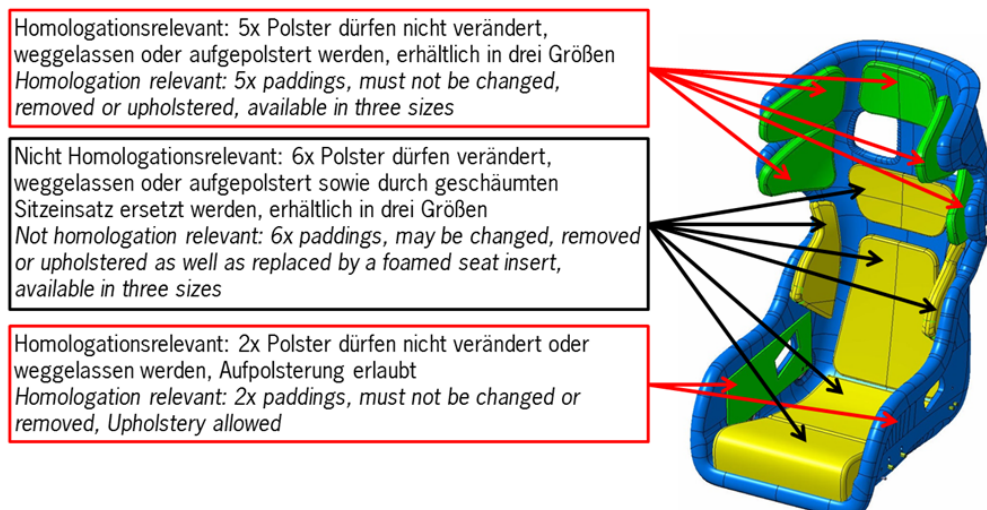 Homologationsrelevant: 5x Polster dürfen nicht verändert,
weggelassen oder aufgepolstert werden, erhältlich in drei Größen
Homologation relevant: 5x paddings, must not be changed,
removed or upholstered, available in three sizes
Nicht Homologationsrelevant: 6x Polster dürfen verändert,
weggelassen oder aufgepolstert sowie durch geschäumten
Sitzeinsatz ersetzt werden, erhältlich in drei Größen
Not homologation relevant: 6x paddings, may be changed, removed
or upholstered as well as replaced by a foamed seat insert,
available in three sizes
Homologationsrelevant: 2x Polster dürfen nicht verändert oder
weggelassen werden, Aufpolsterung erlaubt
Homologation relevant: 2x paddings, must not be changed or
removed, Upholstery allowed